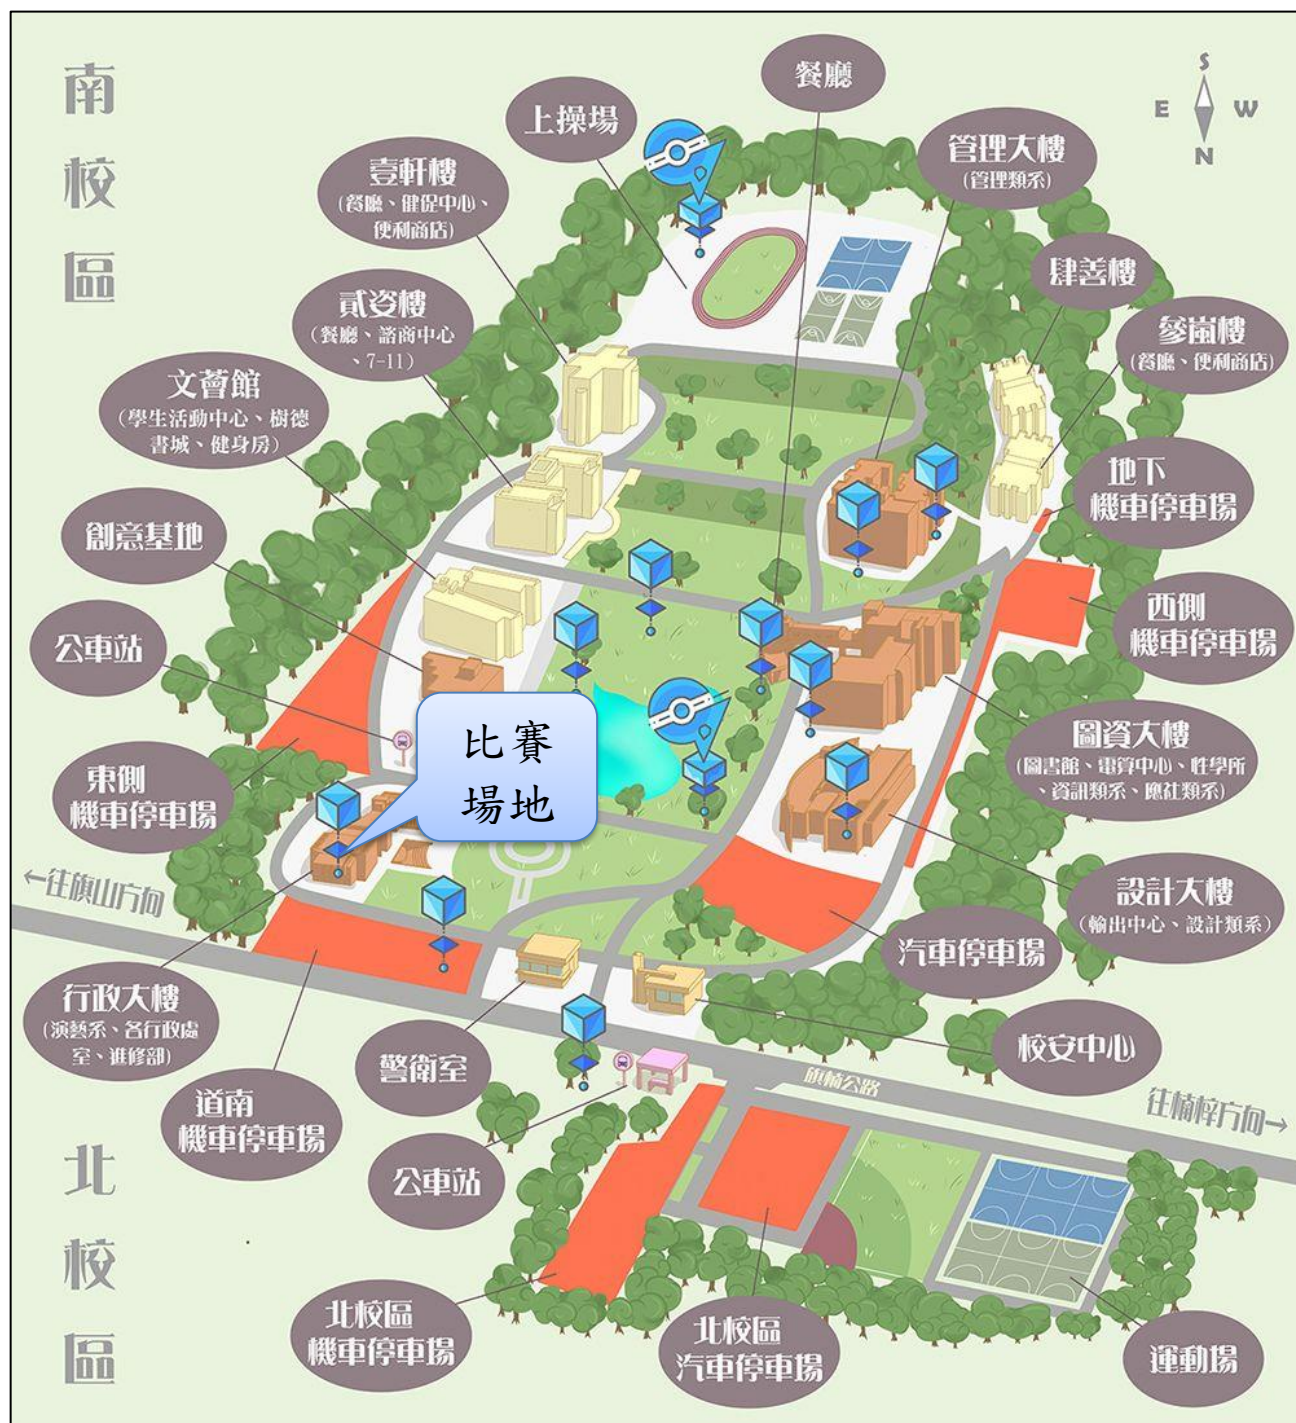 南
校
區
餐廳
上操場
S
E
W
N
管理大樓
(管理類系)
壹軒樓
(餐廳、健促中心、
便利商店)
肆善樓
貳姿樓
(餐廳、諮商中心
、7-11)
參嵐樓
(餐廳、便利商店)
文薈館
(學生活動中心、樹德
書城、健身房)
地下
機車停車場
創意基地
西側
機車停車場
公車站
比賽
場地
圖資大樓
(圖書館、電算中心、性學所
、資訊類系、應社類系)
東側
機車停車場
←往旗山方向
設計大樓
(輸出中心、設計類系)
汽車停車場
行政大樓
(演藝系、各行政處
室、進修部)
校安中心
警衛室
旗楠公路
往楠梓方向→
道南
機車停車場
公車站
北
校
區
北校區
機車停車場
北校區
汽車停車場
運動場